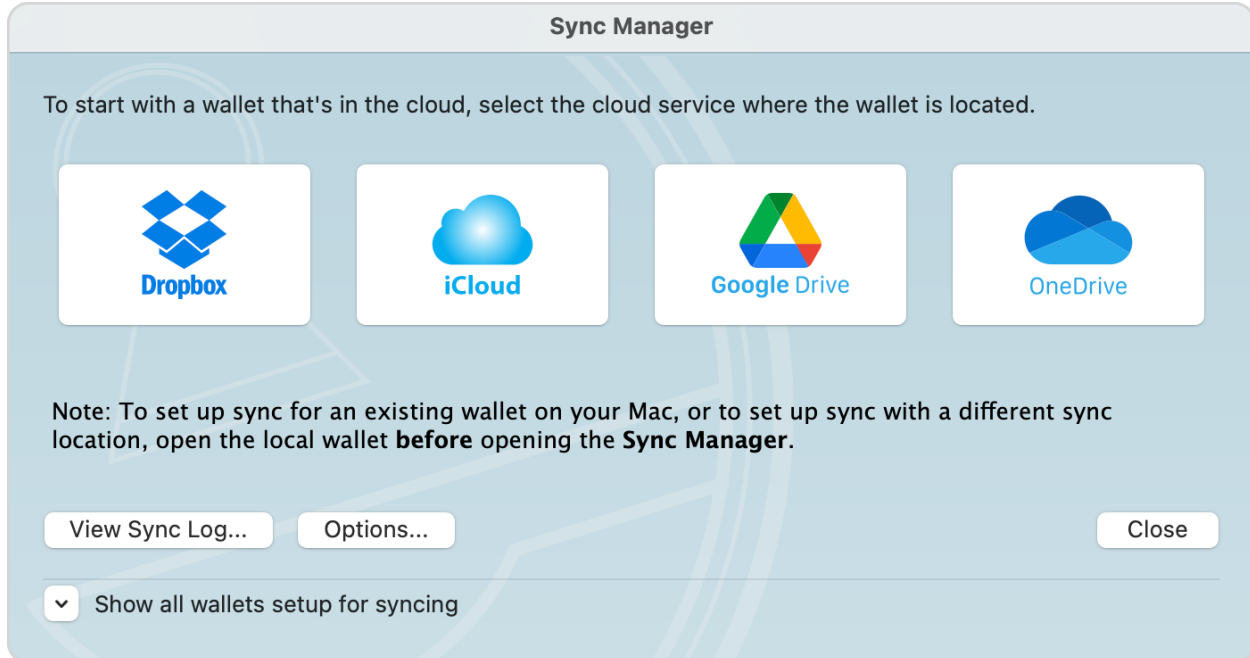 Sync Manager
To start with a wallet that's in the cloud, select the cloud service where the wallet is located.
Dropbox
iCloud
Google Drive
OneDrive
Note: To set up sync for an existing wallet on your Mac, or to set up sync with a different sync
location, open the local wallet before opening the Sync Manager.
View Sync Log...
Options...
Close
Show all wallets setup for syncing